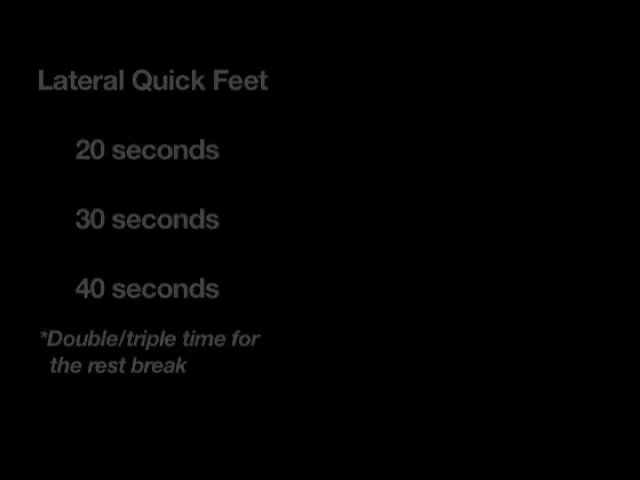 Lateral Quick Feet
20 seconds
30 seconds
40 seconds
*Double/triple time for
the rest break